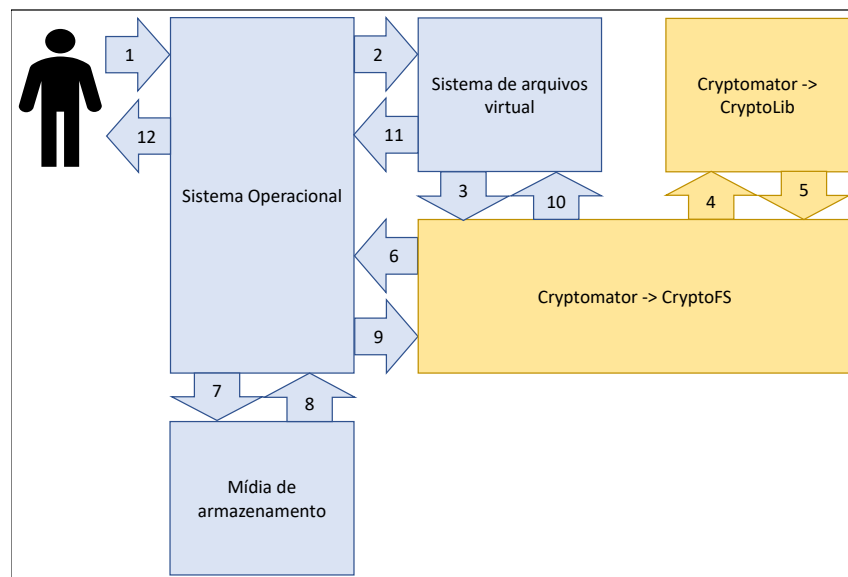 1
2
Sistema de arquivos
virtual
Cryptomator ->
CryptoLib
12
11
Sistema Operacional
3
10
4
5
6
Cryptomator -> CryptoFS
9
7
8
Mídia de
armazenamento